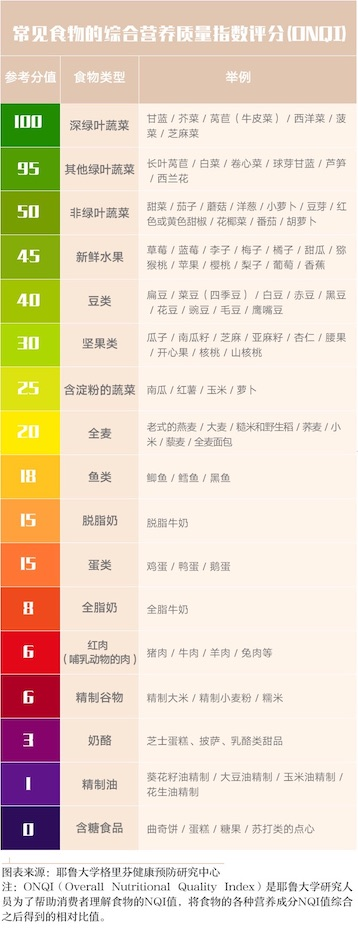 常见食物的综合营养质量指数评分(ONQI)
参考分值 食物类型 举例
100 深绿叶蔬菜 甘蓝 / 芥菜 / 莴苣（牛皮菜）/ 西洋菜 / 菠
菜 / 芝麻菜
95 其他绿叶蔬菜 长叶莴苣 / 白菜 / 卷心菜 / 球芽甘蓝 / 芦笋
/ 西兰花
50 非绿叶蔬菜 甜菜 / 茄子 / 蘑菇 / 洋葱 / 小萝卜 / 豆芽 / 红
色或黄色甜椒 / 花椰菜 / 番茄 / 胡萝卜
45 新鲜水果 草莓 / 蓝莓 / 李子 / 梅子 / 橘子 / 甜瓜 / 猕
猴桃 / 苹果 / 樱桃 / 梨子 / 葡萄 / 香蕉
40 豆类 扁豆 / 菜豆（四季豆）/ 白豆 / 赤豆 / 黑豆
/ 花豆 / 豌豆 / 毛豆 / 鹰嘴豆
30 坚果类 瓜子 / 南瓜籽 / 芝麻 / 亚麻籽 / 杏仁 / 腰果
/ 开心果 / 核桃 / 山核桃
25 含淀粉的蔬菜 南瓜 / 红薯 / 玉米 / 萝卜
20 全麦 老式的燕麦 / 大麦 / 糙米和野生稻 / 荞麦 / 小
米 / 藜麦 / 全麦面包
18 鱼类 鲫鱼 / 鳕鱼 / 黑鱼
15 脱脂奶 脱脂牛奶
15 蛋类 鸡蛋 / 鸭蛋 / 鹅蛋
8 全脂奶 全脂牛奶
6 红肉
（哺乳动物的肉） 猪肉 / 牛肉 / 羊肉 / 兔肉等
6 精制谷物 精制大米 / 精制小麦粉 / 糯米
3 奶酪 芝士蛋糕、披萨、乳酪类甜品
1 精制油 葵花籽油精制 / 大豆油精制 / 玉米油精制 /
花生油精制
0 含糖食品 曲奇饼 / 蛋糕 / 糖果 / 苏打类的点心
图表来源：耶鲁大学格里芬健康预防研究中心
注：ONQI（Overall Nutritional Quality Index）是耶鲁大学研究人
员为了帮助消费者理解食物的NQI值，将食物的各种营养成分NQI值综合
之后得到的相对比值。